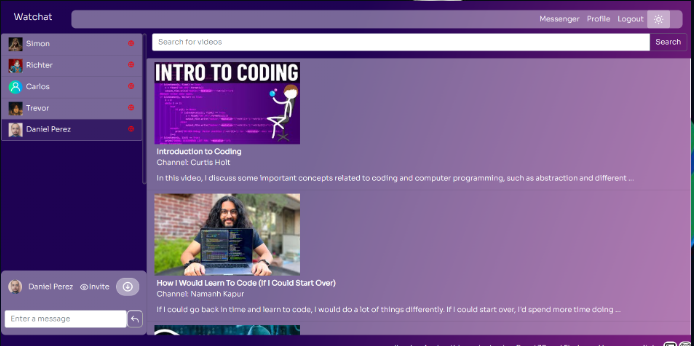 Watchat
Messenger Profile Logout
Simon
Richter
Carlos
Trevor
Daniel Perez
Search for videos
Search
INTRO TO CODING
Introduction to Coding
Channel: Curtis Holt
In this video, I discuss some important concepts related to coding and computer programming, such as abstraction and different ...
How I Would Learn To Code (If I Could Start Over)
Channel: Namanh Kapur
If I could go back in time and learn to code, I would do a lot of things differently. If I could start over, I'd spend more time doing ...
Daniel Perez Invite
Enter a message